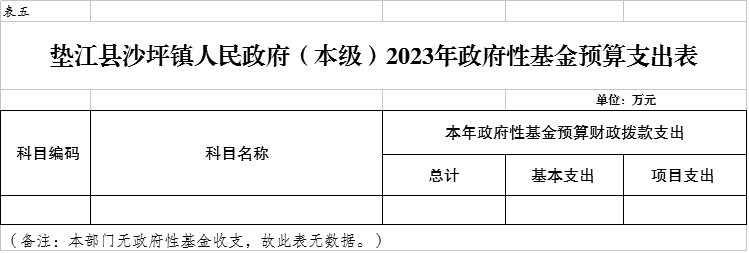 表五
垫江县沙坪镇人民政府（本级）2023年政府性基金预算支出表
单位：万元
科目编码 科目名称 本年政府性基金预算财政拨款支出
总计 基本支出 项目支出
（备注：本部门无政府性基金收支，故此表无数据。）